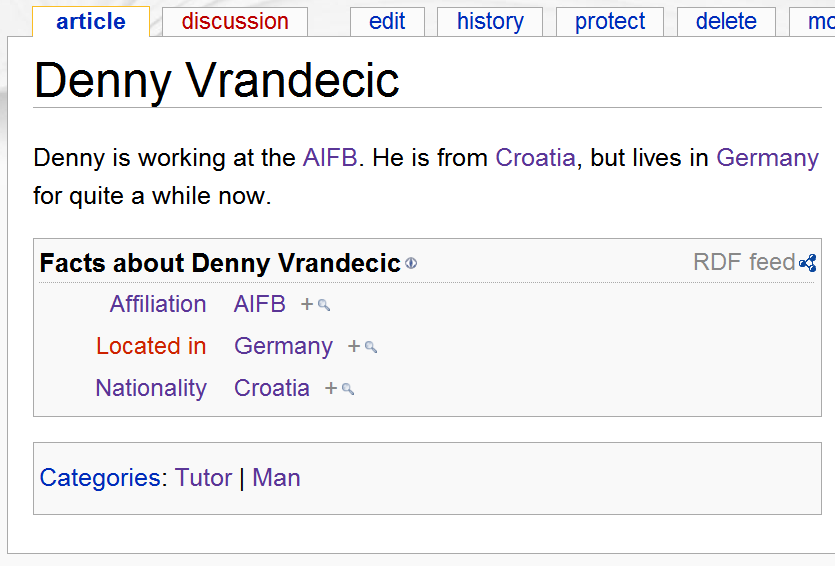 article discussion edit history protect delete
Denny Vrandecic
Denny is working at the AIFB. He is from Croatia, but lives in Germany
for quite a while now.
Facts about Denny Vrandecic RDF feed
Affiliation AIFB +
Located in Germany +
Nationality Croatia +
Categories: Tutor | Man